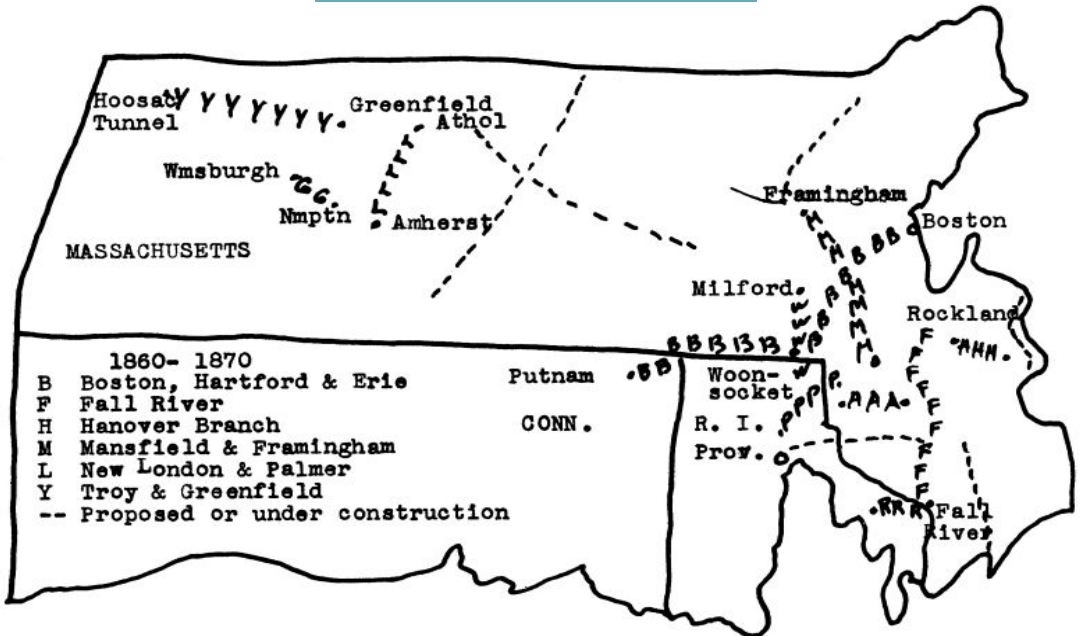 Hoosac
Tunnel
Y Y Y Y Y Y Y
Greenfield
Athol
Wmsburgh
G G
Nmptn
Amherst
L L L L L L
MASSACHUSETTS
Framingham
Boston
M M M M M M M M
B B B B B B B
Milford
W W W W
Rockland
H H H
F F F F F F F F F F
B B B B B
B B
Putnam
Woon-
socket
W
P P P P P
A A A
R. I.
CONN.
Prov.
R R R
Fall
River
1860- 1870
B Boston, Hartford & Erie
F Fall River
H Hanover Branch
M Mansfield & Framingham
L New London & Palmer
Y Troy & Greenfield
-- Proposed or under construction